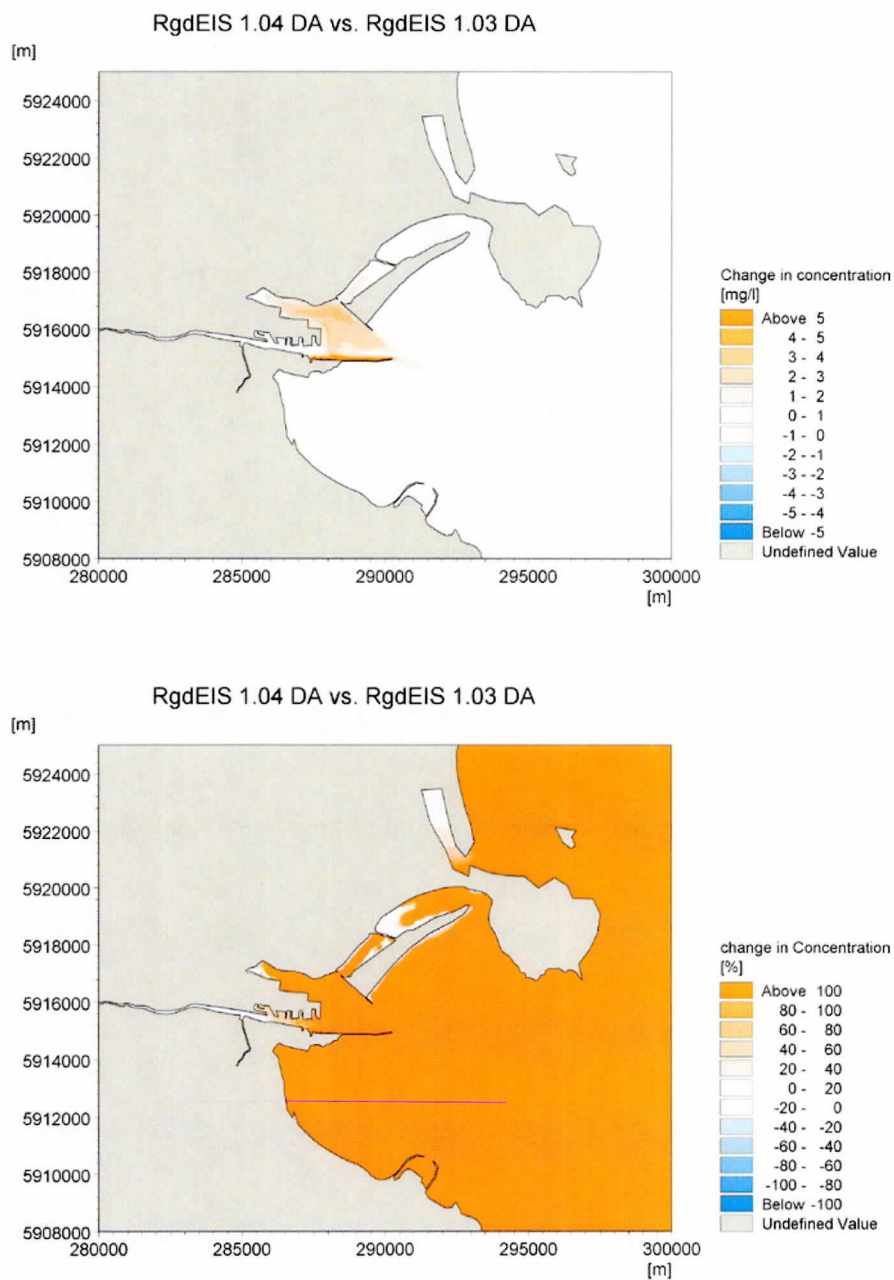 RgdEIS 1.04 DA vs. RgdEIS 1.03 DA
[m]
5924000
5922000
5920000
5918000
5916000
5914000
5912000
5910000
5908000
280000 285000 290000 295000 300000
[m]
Change in concentration
[mg/l]
Above 5
4 - 5
3 - 4
2 - 3
1 - 2
0 - 1
-1 - 0
-2 - -1
-3 - -2
-4 - -3
-5 - -4
Below -5
Undefined Value
RgdEIS 1.04 DA vs. RgdEIS 1.03 DA
[m]
5924000
5922000
5920000
5918000
5916000
5914000
5912000
5910000
5908000
280000 285000 290000 295000 300000
[m]
change in Concentration
[%]
Above 100
80 - 100
60 - 80
40 - 60
20 - 40
0 - 20
-20 - 0
-40 - -20
-60 - -40
-80 - -60
-100 - -80
Below -100
Undefined Value